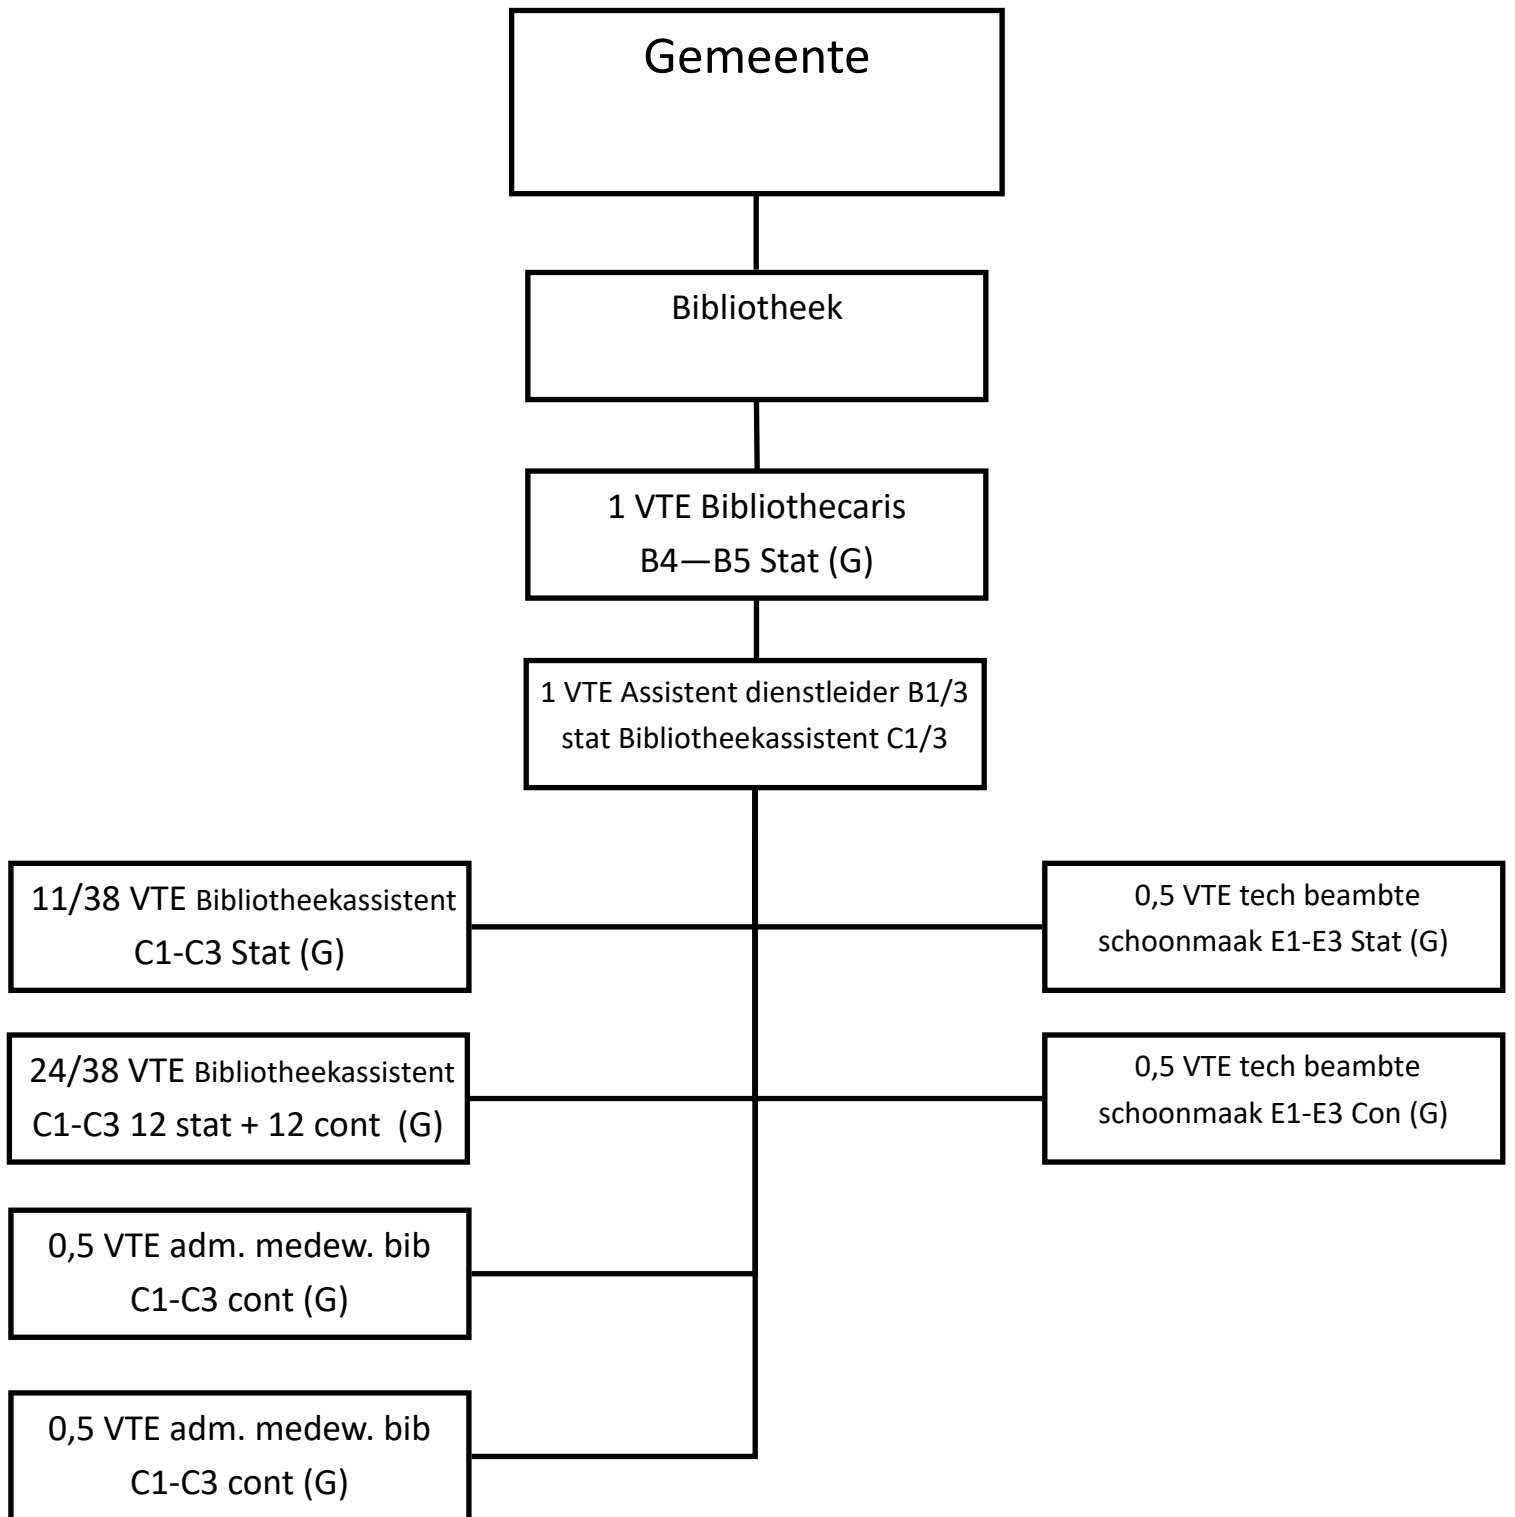 Gemeente
Bibliotheek
1 VTE Bibliothecaris
B4—B5 Stat (G)
1 VTE Assistent dienstleider B1/3
stat Bibliotheekassistent C1/3
11/38 VTE Bibliotheekassistent
C1-C3 Stat (G)
0,5 VTE tech beambte
schoonmaak E1-E3 Stat (G)
24/38 VTE Bibliotheekassistent
C1-C3 12 stat + 12 cont  (G)
0,5 VTE tech beambte
schoonmaak E1-E3 Con (G)
0,5 VTE adm. medew. bib
C1-C3 cont (G)
0,5 VTE adm. medew. bib
C1-C3 cont (G)